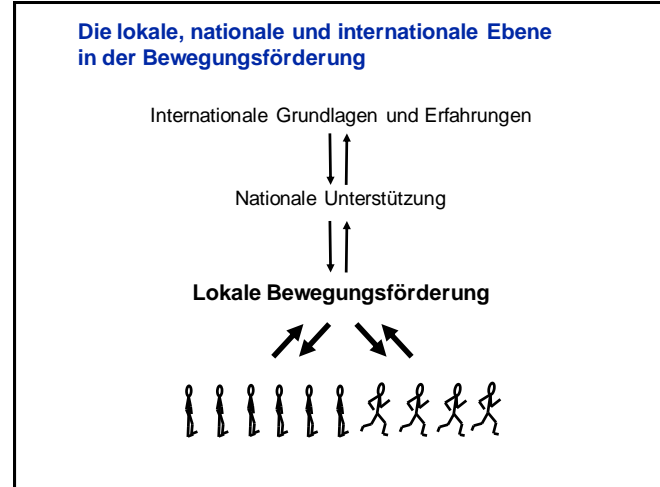 Die lokale, nationale und internationale Ebene
in der Bewegungsförderung
Internationale Grundlagen und Erfahrungen
Nationale Unterstützung
Lokale Bewegungsförderung